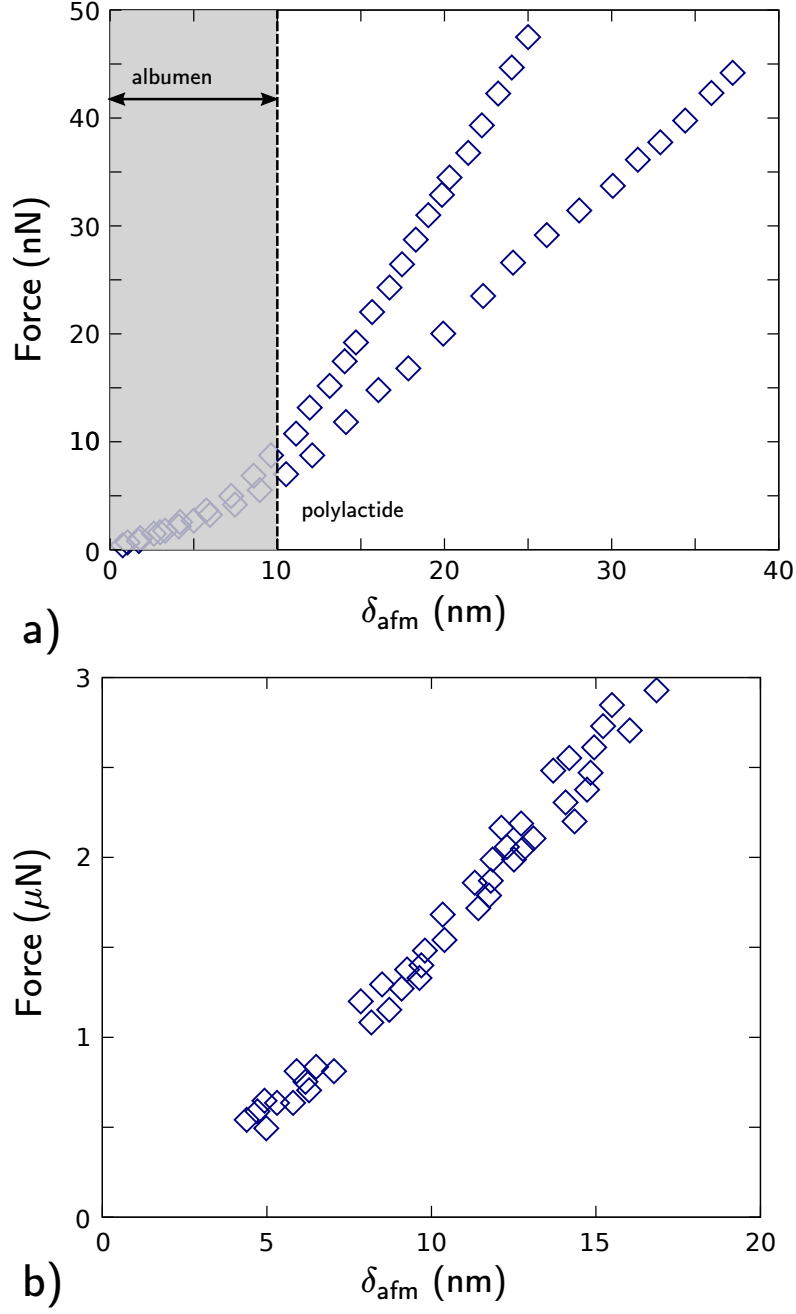 50
albumen
40
Force (nN)
30
20
10
polylactide
0
0 10 20 30 40
δafm (nm)
a)
3
2
Force (μN)
1
0
0 5 10 15 20
δafm (nm)
b)